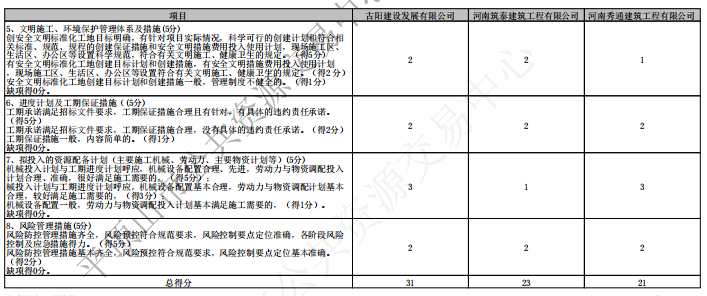 项目 古阳建设发展有限公司 河南筑泰建筑工程有限公司 河南秀通建筑工程有限公司
5、文明施工、环境保护管理体系及措施(5分)
创安全文明标准化工地目标明确，有针对项目实际情况，科学可行的创建计划和符合相
关标准、规范、规程的创建保证措施和安全文明措施费用投入使用计划，现场施工区、
生活区、办公区等设置科学规范，符合有关文明施工、健康卫生的规定。（得5分）
有安全文明标准化工地创建目标计划和创建措施，有安全文明措施费用投入使用计划
，现场施工区、生活区、办公区等设置符合有关文明施工、健康卫生的规定。（得2分）
安全文明标准化工地创建目标计划和创建措施一般，管理制度不健全的。（得1分）
缺项得0分。
2 2 1
6、进度计划及工期保证措施（(5分)
工期承诺满足招标文件要求，工期保证措施合理且有针对。有具体的违约责任承诺。
（得5分）
工期承诺满足招标文件要求，工期保证措施合理，没有具体的违约责任承诺。（得2分）
工期保证措施一般，内容简单的。（得1分）
缺项得0分。
2 2 2
7、拟投入的资源配备计划（主要施工机械、劳动力、主要物资计划等）(5分)
机械投入计划与工期进度计划呼应，机械设备配置合理、先进，劳动力与物资调配投入
计划合理、准确，很好满足施工需要的。（得5分）；
械投入计划与工期进度计划呼应，机械设备配置基本合理，劳动力与物资调配计划基本
合理，较好满足施工需要的，（得3分）；
机械设备配置一般，劳动力与物资调配投入计划基本满足施工需要的，（得1分）。
缺项得0分。
3 1 3
8、风险管理措施(5分)
风险防控管理措施齐全，风险预控符合规范要求，风险控制要点定位准确，各阶段风险
控制及应急措施得力。（得5分）
风险防控管理措施基本齐全，风险预控符合规范要求，风险控制要点定位基本准确。
（得2分）
缺项得0分。
2 2 2
总得分 31 23 21